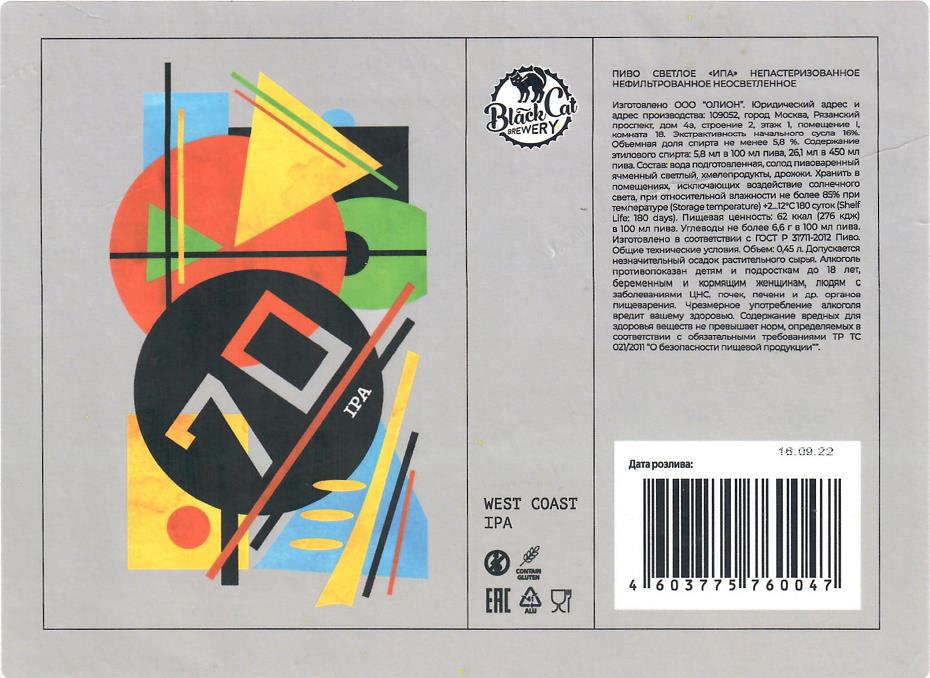 70
IPA
Black Cat
BREWERY
WEST COAST
IPA
CONTAIN
GLUTEN
EAC
41
ALU
ПИВО СВЕТЛОЕ «ИПА» НЕПАСТЕРИЗОВАННОЕ
НЕФИЛЬТРОВАННОЕ НЕОСВЕТЛЕННОЕ
Изготовлено ООО "ОЛИОН". Юридический адрес и
адрес производства: 109052, город Москва, Рязанский
проспект, дом 4а, строение 2, этаж 1, помещение I,
комната 18. Экстрактивность начального сусла 16%.
Объемная доля спирта не менее 5,8 %. Содержание
этилового спирта: 5,8 мл в 100 мл пива, 26,1 мл в 450 мл
пива. Состав: вода подготовленная, солод пивоваренный
ячменный светлый, хмелепродукты, дрожжи. Хранить в
помещениях, исключающих воздействие солнечного
света, при относительной влажности не более 85% при
температуре (Storage temperature) +2...12°С 180 суток (Shelf
Life: 180 days). Пищевая ценность: 62 ккал (276 кдж)
в 100 мл пива. Углеводы не более 6,6 г в 100 мл пива.
Изготовлено в соответствии с ГОСТ Р 31711-2012 Пиво.
Общие технические условия. Объем: 0,45 л. Допускается
незначительный осадок растительного сырья. Алкоголь
противопоказан детям и подросткам до 18 лет,
беременным и кормящим женщинам, людям с
заболеваниями ЦНС, почек, печени и др. органов
пищеварения. Чрезмерное употребление алкоголя
вредит вашему здоровью. Содержание вредных для
здоровья веществ не превышает норм, определяемых в
соответствии с обязательными требованиями ТР ТС
021/2011 "О безопасности пищевой продукции"".
16.09.22
Дата розлива:
4 603775 760047